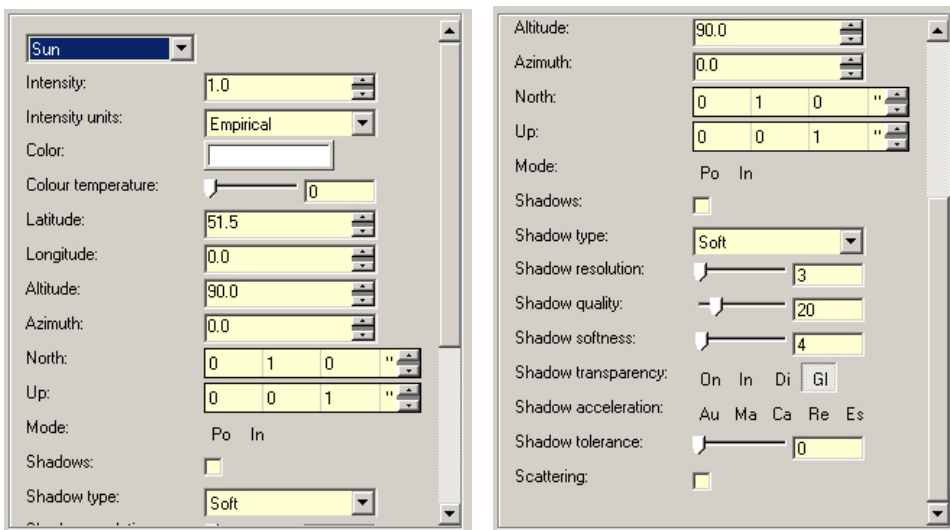 Sun
Intensity: 1.0
Intensity units: Empirical
Color:
Colour temperature: 0
Latitude: 51.5
Longitude: 0.0
Altitude: 90.0
Azimuth: 0.0
North: 0 1 0 "
Up: 0 0 1 "
Mode: Po In
Shadows:
Shadow type: Soft
Altitude: 90.0
Azimuth: 0.0
North: 0 1 0 "
Up: 0 0 1 "
Mode: Po In
Shadows:
Shadow type: Soft
Shadow resolution: 3
Shadow quality: 20
Shadow softness: 4
Shadow transparency: On In Di Gl
Shadow acceleration: Au Ma Ca Re Es
Shadow tolerance: 0
Scattering: